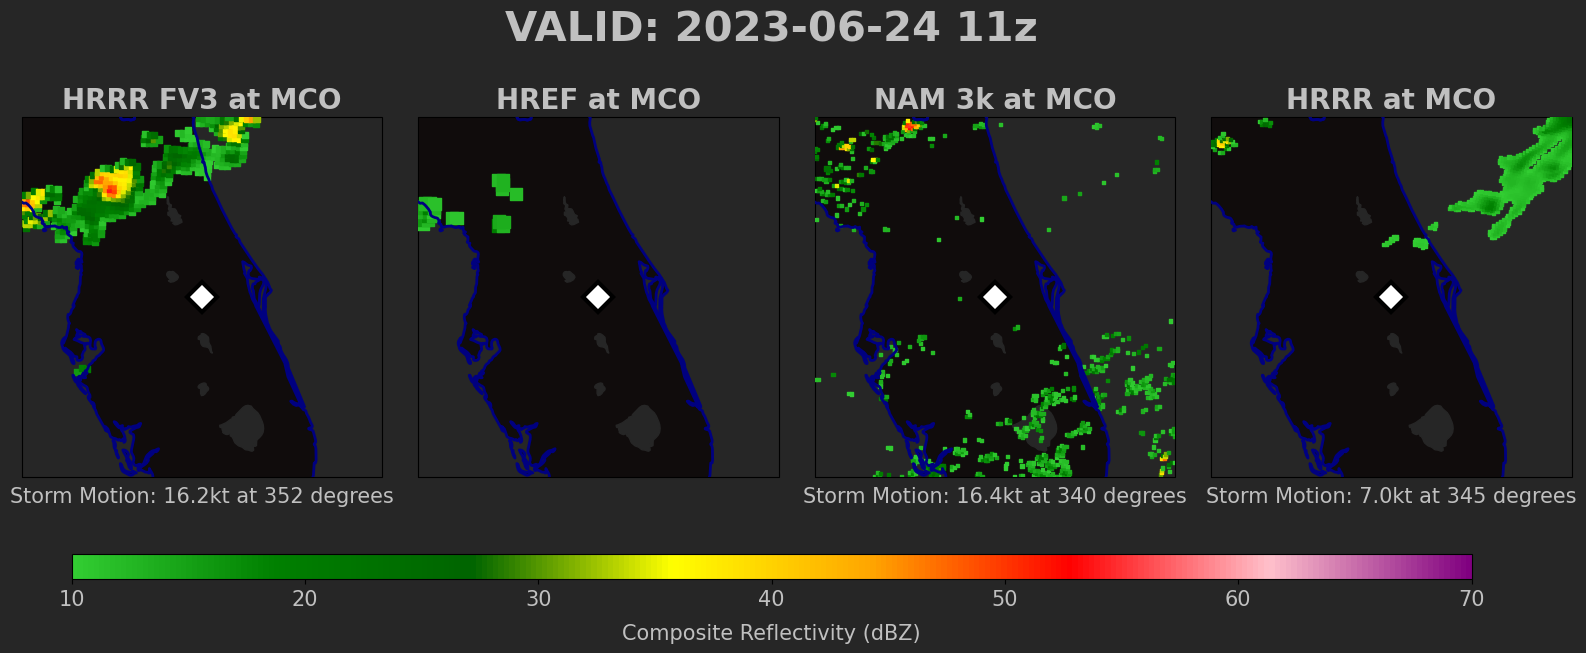 VALID: 2023-06-24 11z
HRRR FV3 at MCO
HREF at MCO
NAM 3k at MCO
HRRR at MCO
Storm Motion: 16.2kt at 352 degrees
Storm Motion: 16.4kt at 340 degrees
Storm Motion: 7.0kt at 345 degrees
10 20 30 40 50 60 70
Composite Reflectivity (dBZ)